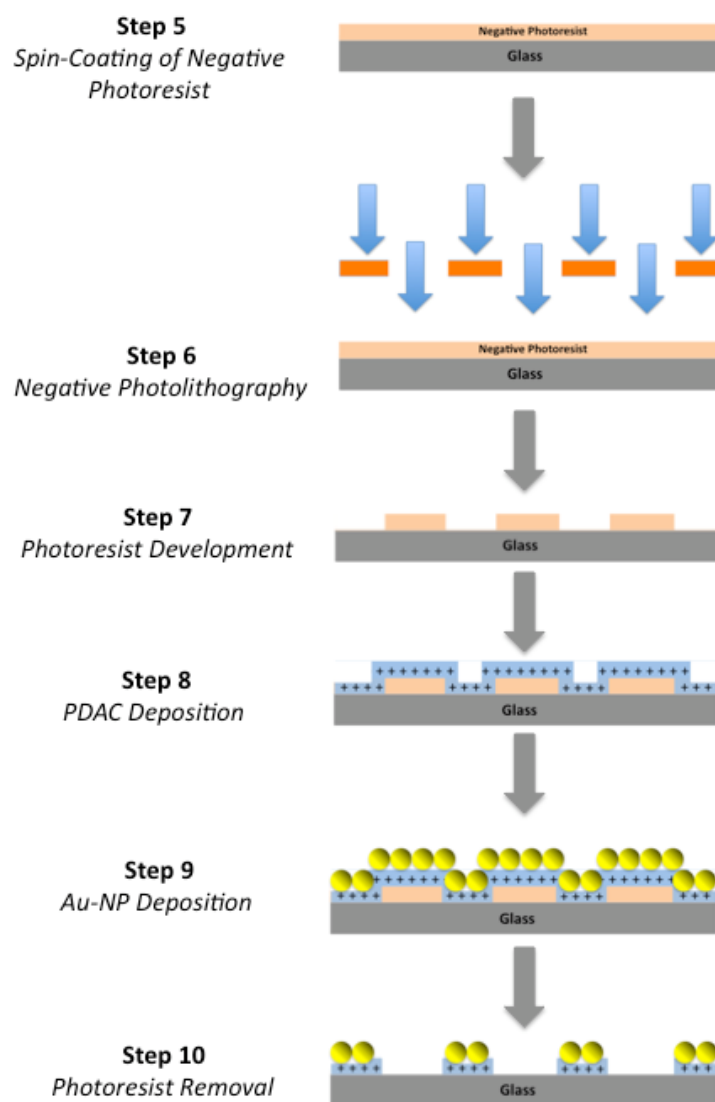 Step 5
Spin-Coating of Negative
Photoresist
Negative Photoresist
Glass
Step 6
Negative Photolithography
Negative Photoresist
Glass
Step 7
Photoresist Development
Glass
Step 8
PDAC Deposition
+ + + + + + + + + + + + + + + + + + + + + + +
+ + + + + + + + + + + + + + + +
Glass
Step 9
Au-NP Deposition
+ + + + + + + + + + + + + + + + + + + + + + +
+ + + + + + + + + + + + + + + +
Glass
Step 10
Photoresist Removal
+ + + + + + + + + + + + + + + +
Glass